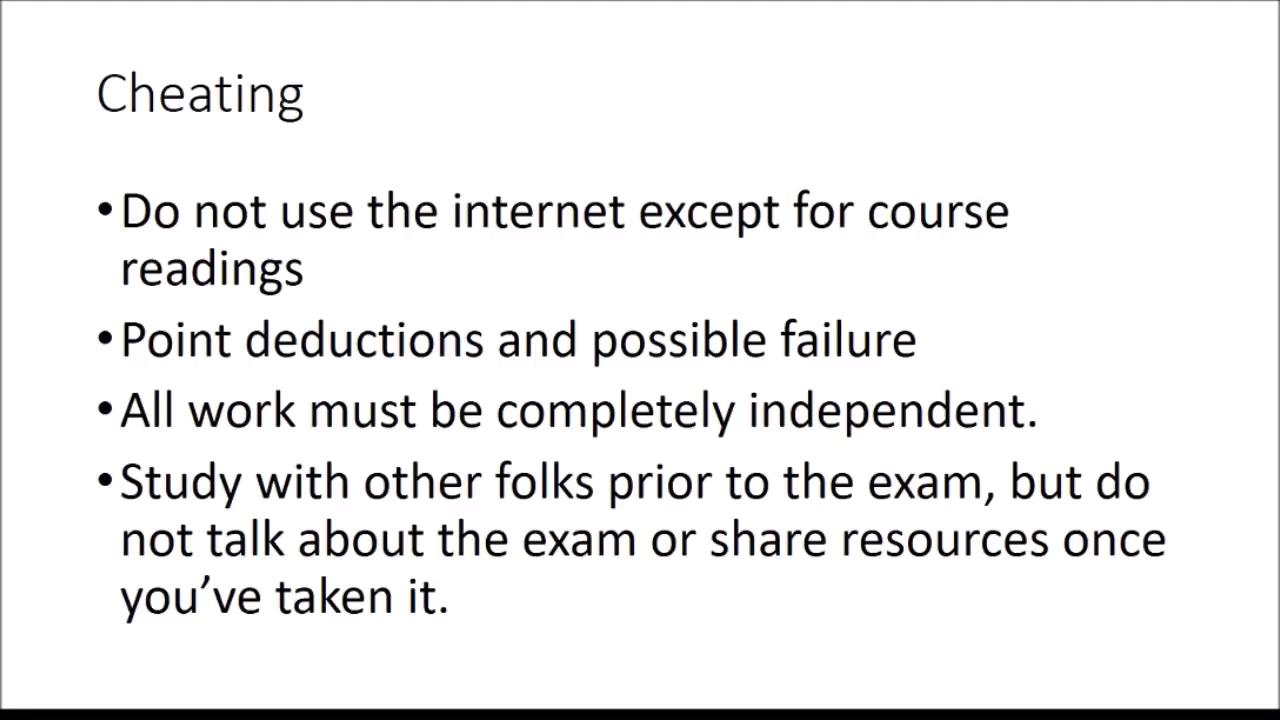 Cheating
•Do not use the internet except for course
readings
•Point deductions and possible failure
•All work must be completely independent.
•Study with other folks prior to the exam, but do
not talk about the exam or share resources once
you’ve taken it.